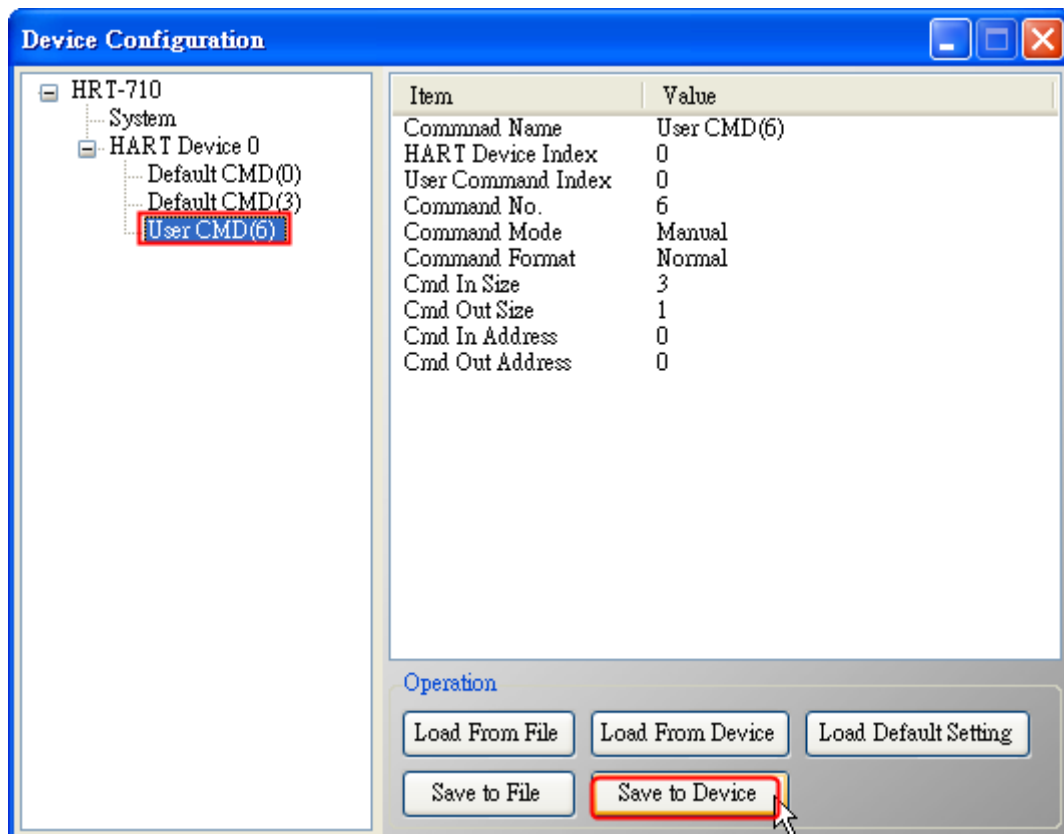 Device Configuration
HRT-710
System
HART Device 0
Default CMD(0)
Default CMD(3)
User CMD(6)
Item Value
Commnad Name User CMD(6)
HART Device Index 0
User Command Index 0
Command No. 6
Command Mode Manual
Command Format Normal
Cmd In Size 3
Cmd Out Size 1
Cmd In Address 0
Cmd Out Address 0
Operation
Load From File Load From Device Load Default Setting
Save to File Save to Device